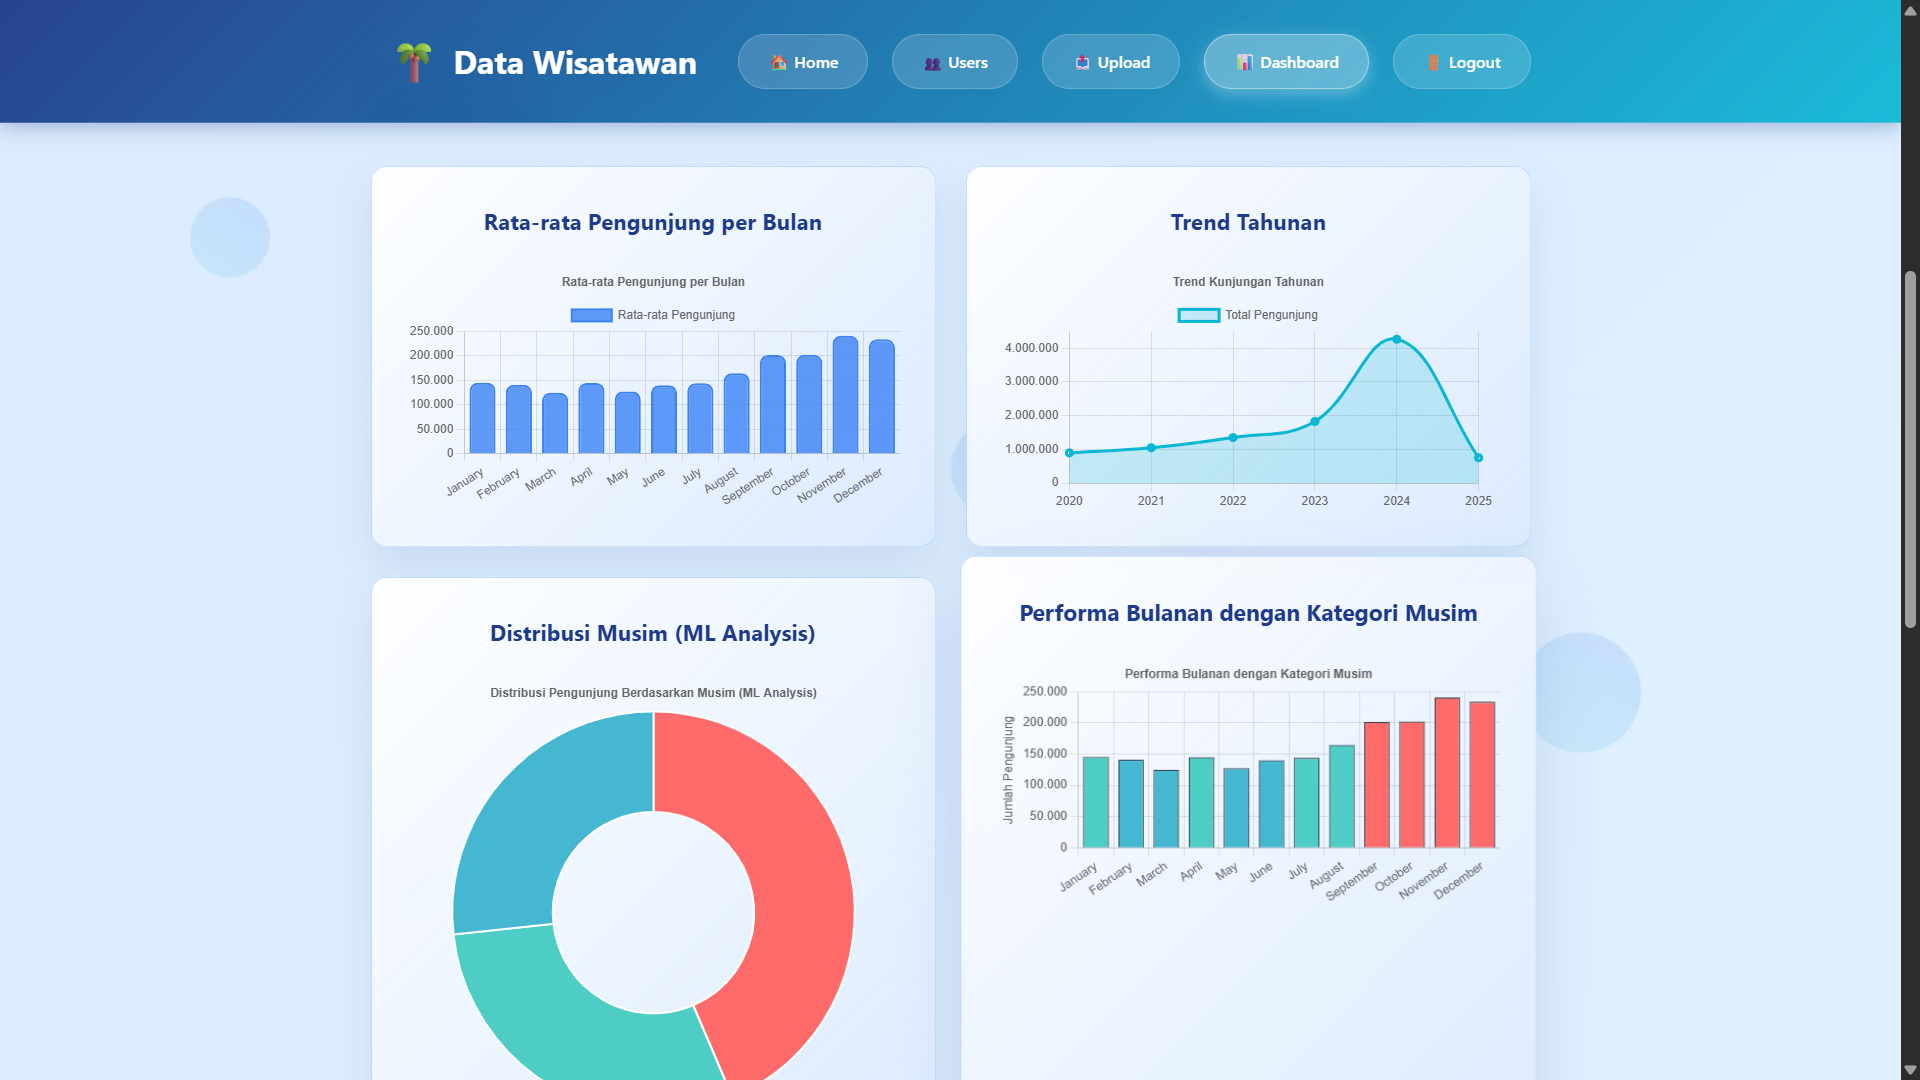 Data Wisatawan
Home
Users
Upload
Dashboard
Logout
Rata-rata Pengunjung per Bulan
Rata-rata Pengunjung per Bulan
Rata-rata Pengunjung
250.000
200.000
150.000
100.000
50.000
0
January
February
March
April
May
June
July
August
September
October
November
December
Trend Tahunan
Trend Kunjungan Tahunan
Total Pengunjung
4.000.000
3.000.000
2.000.000
1.000.000
0
2020
2021
2022
2023
2024
2025
Distribusi Musim (ML Analysis)
Distribusi Pengunjung Berdasarkan Musim (ML Analysis)
Performa Bulanan dengan Kategori Musim
Performa Bulanan dengan Kategori Musim
Jumlah Pengunjung
250.000
200.000
150.000
100.000
50.000
0
January
February
March
April
May
June
July
August
September
October
November
December